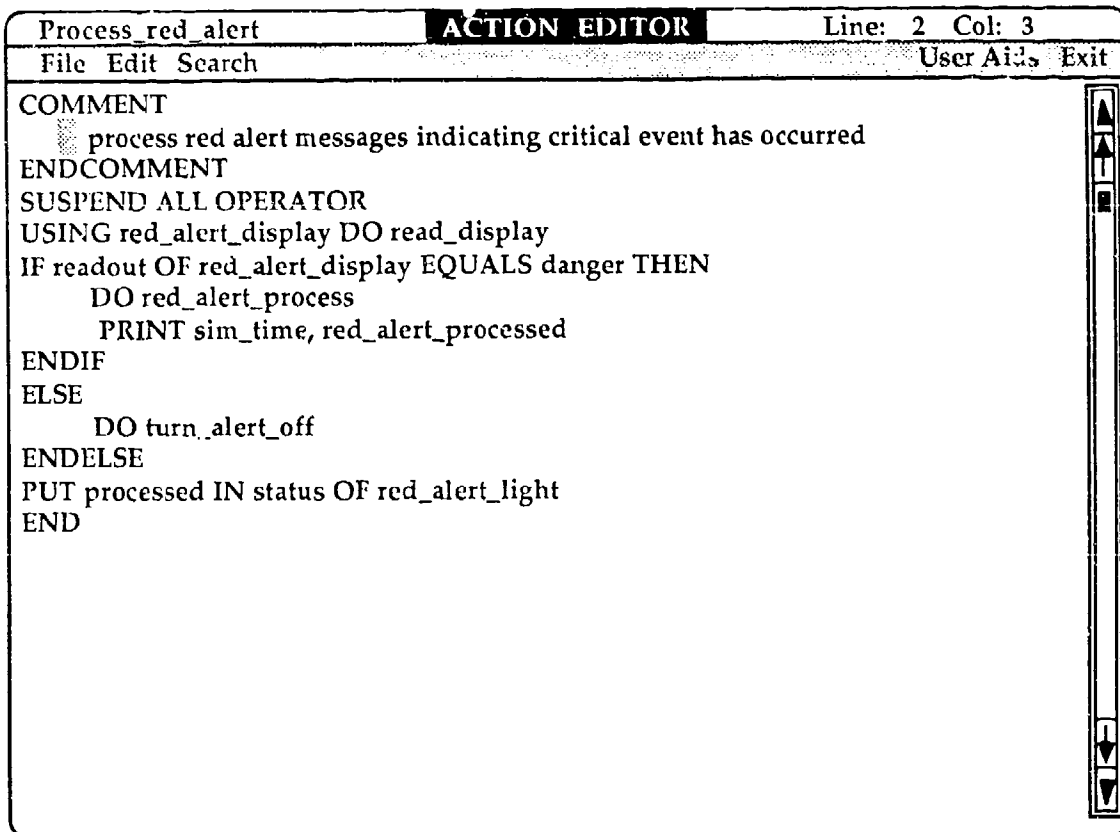 Process_red_alert ACTION EDITOR Line: 2 Col: 3
File Edit Search User Aids Exit
COMMENT
process red alert messages indicating critical event has occurred
ENDCOMMENT
SUSPEND ALL OPERATOR
USING red_alert_display DO read_display
IF readout OF red_alert_display EQUALS danger THEN
DO red_alert_process
PRINT sim_time, red_alert_processed
ENDIF
ELSE
DO turn_alert_off
ENDELSE
PUT processed IN status OF red_alert_light
END